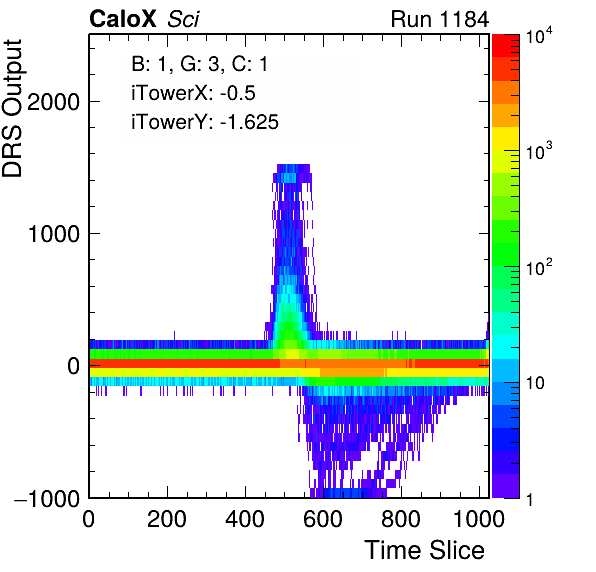 CaloX Sci Run 1184
B: 1, G: 3, C: 1
iTowerX: -0.5
iTowerY: -1.625
DRS Output
2000
1000
0
−1000
0 200 400 600 800 1000
Time Slice
10^4
10^3
10^2
10
1